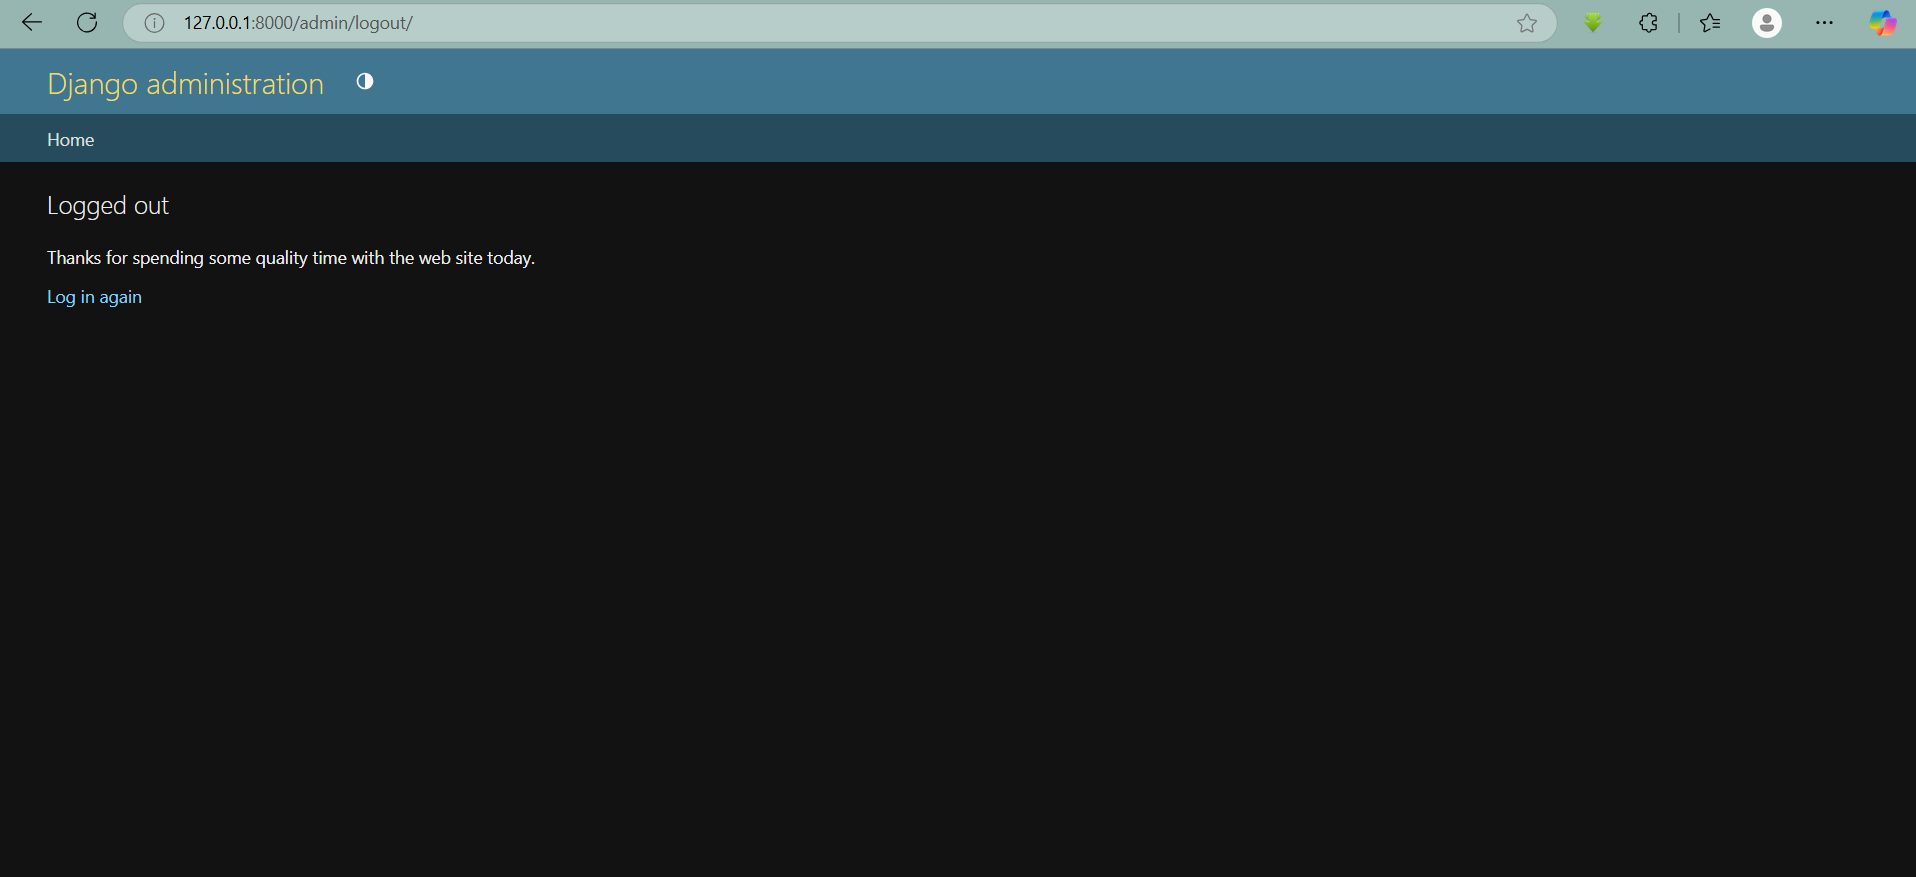 127.0.0.1:8000/admin/logout/
Django administration
Home
Logged out
Thanks for spending some quality time with the web site today.
Log in again